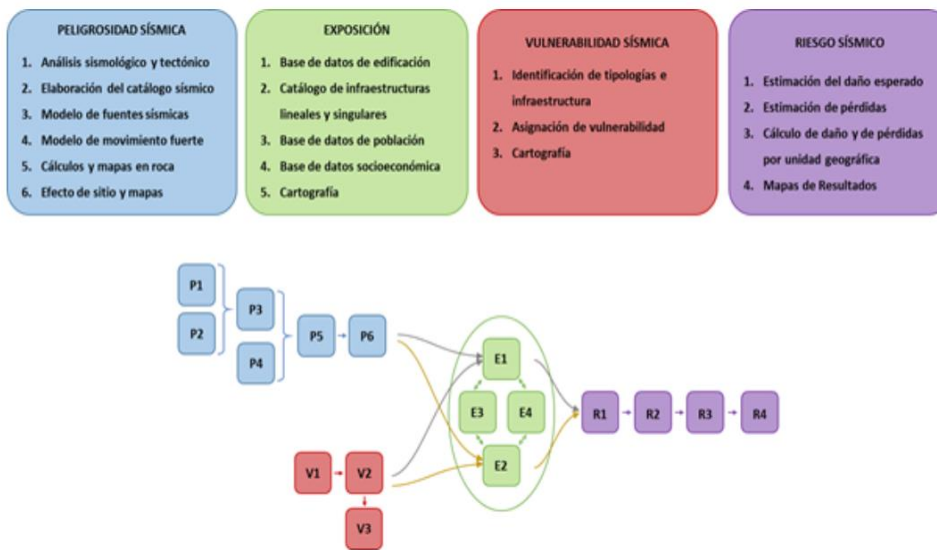 PELIGROSIDAD SÍSMICA
1. Análisis sismológico y tectónico
2. Elaboración del catálogo sísmico
3. Modelo de fuentes sísmicas
4. Modelo de movimiento fuerte
5. Cálculos y mapas en roca
6. Efecto de sitio y mapas
EXPOSICIÓN
1. Base de datos de edificación
2. Catálogo de infraestructuras
lineales y singulares
3. Base de datos de población
4. Base de datos socioeconómica
5. Cartografía
VULNERABILIDAD SÍSMICA
1. Identificación de tipologías e
infraestructura
2. Asignación de vulnerabilidad
3. Cartografía
RIESGO SÍSMICO
1. Estimación del daño esperado
2. Estimación de pérdidas
3. Cálculo de daño y de pérdidas
por unidad geográfica
4. Mapas de Resultados
P1
P2
P3
P4
P5
P6
E1
E3
E4
E2
R1
R2
R3
R4
V1
V2
V3